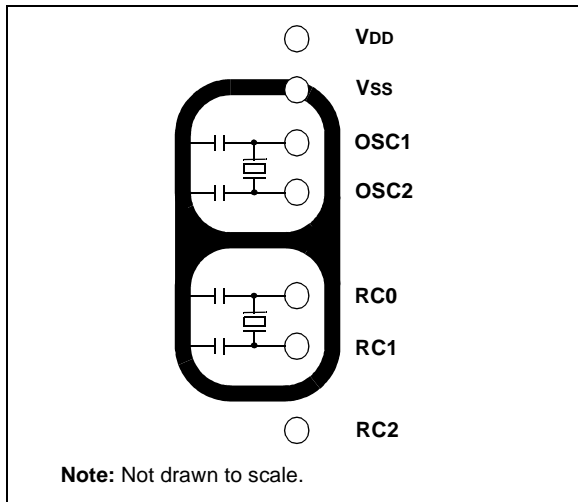 VDD
VSS
OSC1
OSC2
RC0
RC1
RC2
Note: Not drawn to scale.